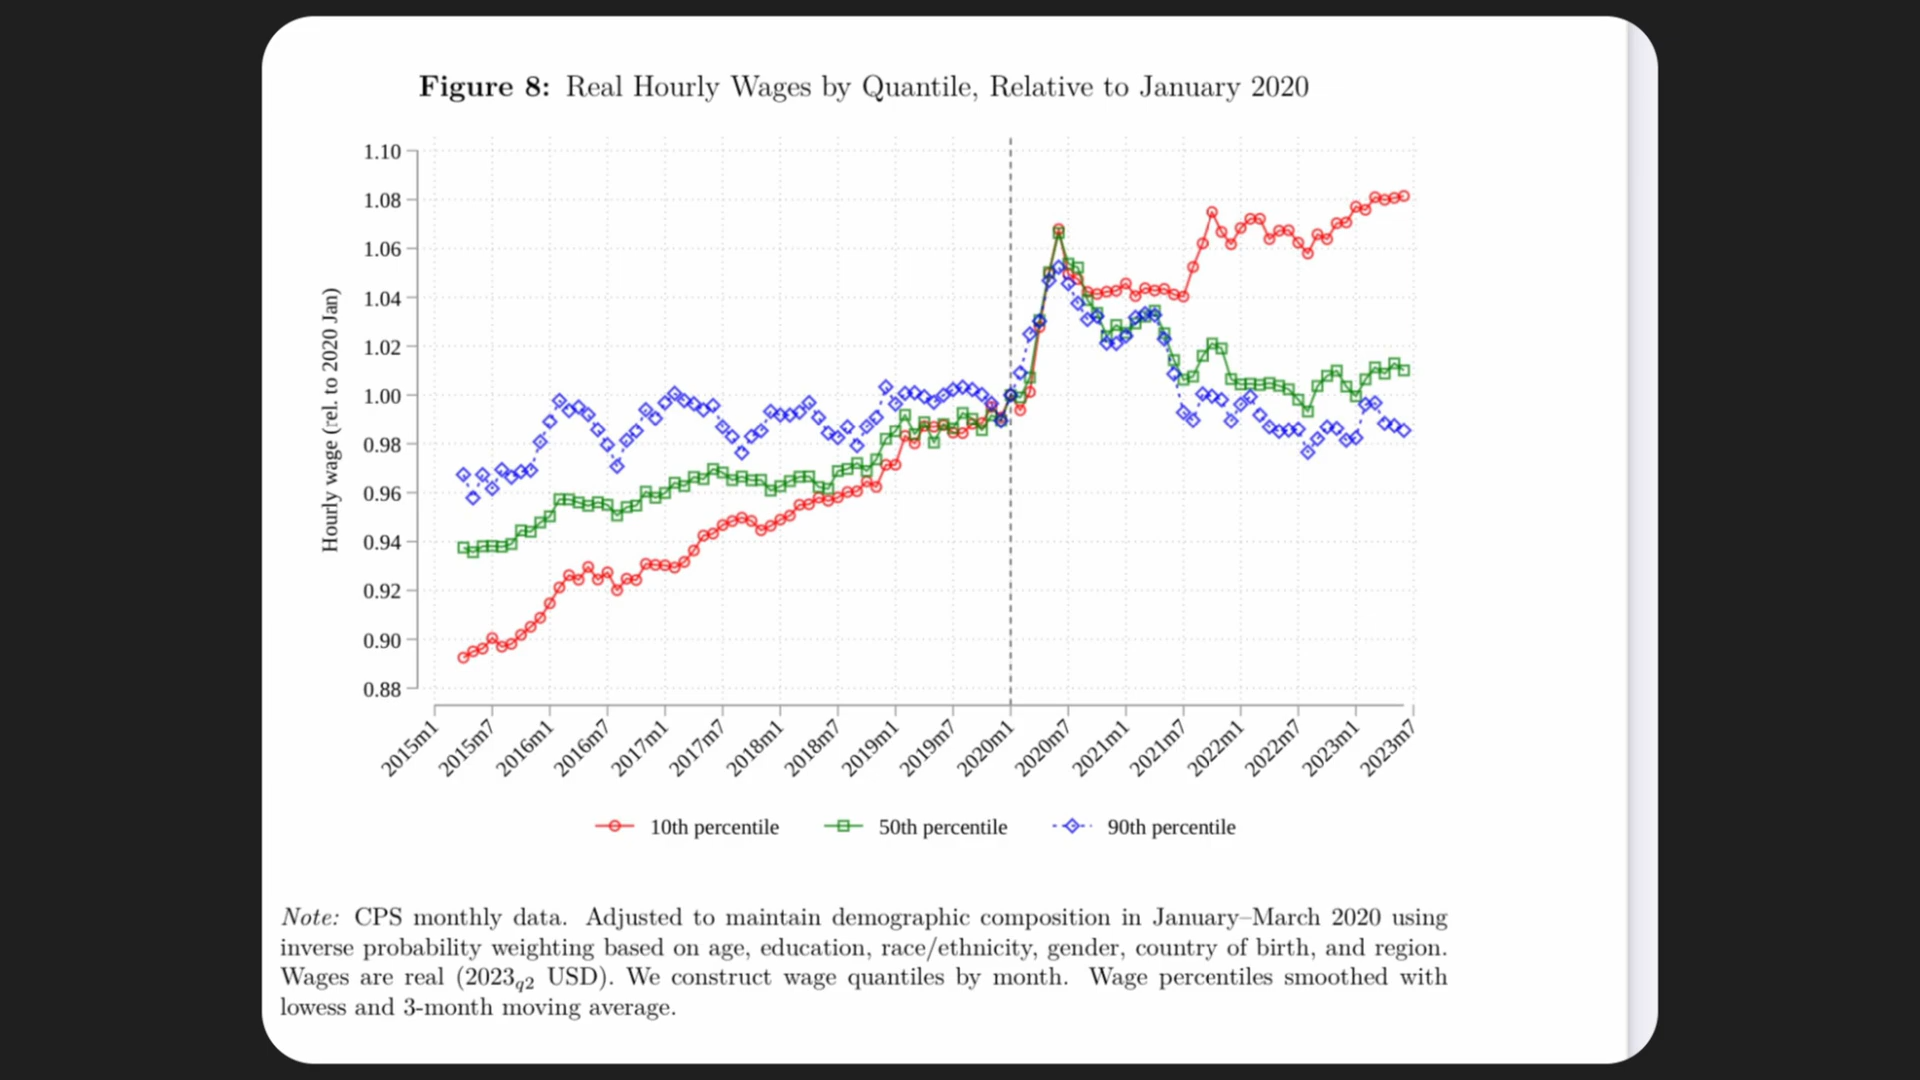 Figure 8: Real Hourly Wages by Quantile, Relative to January 2020
Hourly wage (rel. to 2020 Jan)
1.10
1.08
1.06
1.04
1.02
1.00
0.98
0.96
0.94
0.92
0.90
0.88
2015m1
2015m7
2016m1
2016m7
2017m1
2017m7
2018m1
2018m7
2019m1
2019m7
2020m1
2020m7
2021m1
2021m7
2022m1
2022m7
2023m1
2023m7
10th percentile
50th percentile
90th percentile
Note: CPS monthly data. Adjusted to maintain demographic composition in January–March 2020 using
inverse probability weighting based on age, education, race/ethnicity, gender, country of birth, and region.
Wages are real (2023q2 USD). We construct wage quantiles by month. Wage percentiles smoothed with
lowess and 3-month moving average.